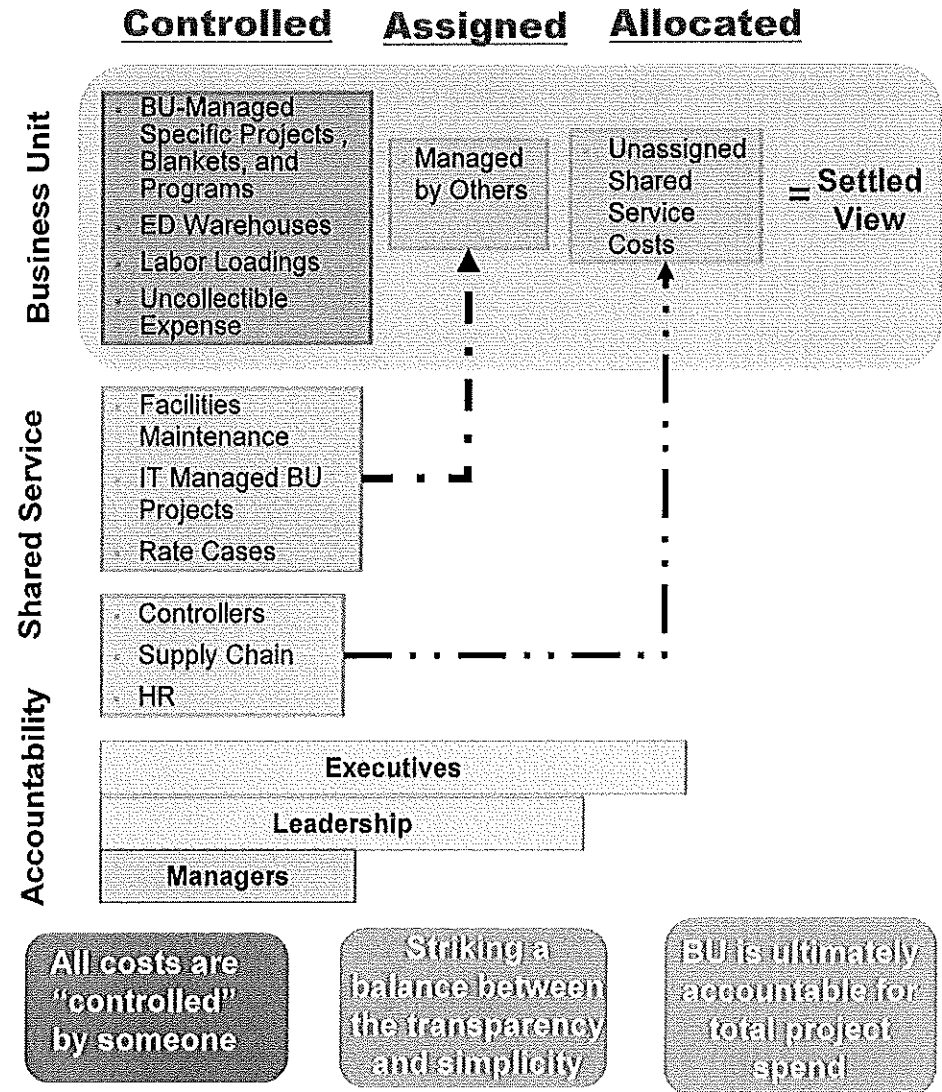 Controlled Assigned Allocated
Business Unit
BU-Managed
Specific Projects ,
Blankets, and
Programs
ED Warehouses
Labor Loadings
Uncollectible
Expense
Managed
by Others
Unassigned
Shared
Service
Costs
= Settled
View
Shared Service
Facilities
Maintenance
IT Managed BU
Projects
Rate Cases
Controllers
Supply Chain
HR
Accountability
Executives
Leadership
Managers
All costs are
"controlled"
by someone
Striking a
balance between
the transparency
and simplicity
BU is ultimately
accountable for
total project
spend